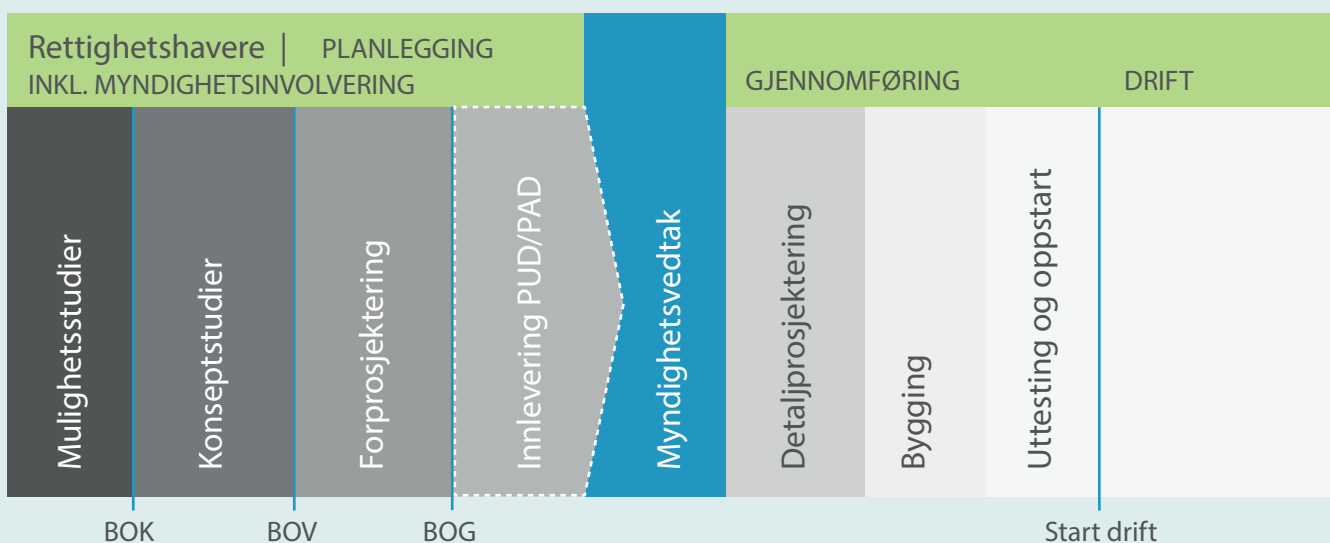 Rettighetshavere | PLANLEGGING
INKL. MYNDIGHETSINVOLVERING
GJENNOMFØRING
DRIFT
Mulighetsstudier
Konseptstudier
Forprosjektering
Innlevering PUD/PAD
Myndighetsvedtak
Detaljprosjektering
Bygging
Uttesting og oppstart
BOK
BOV
BOG
Start drift